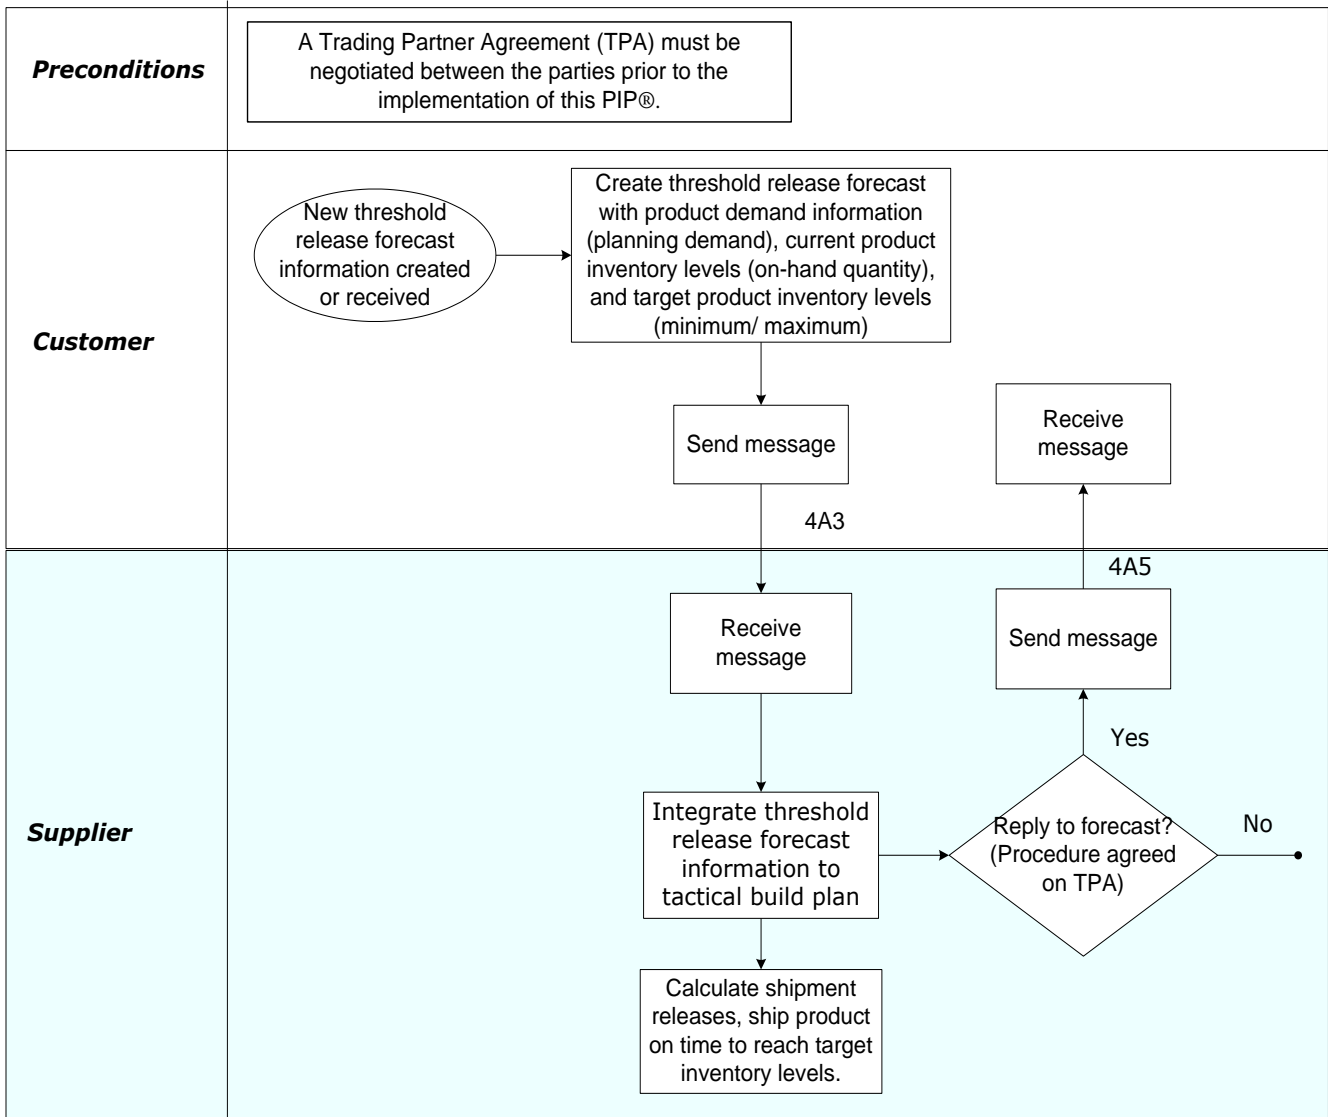 Preconditions
A Trading Partner Agreement (TPA) must be
negotiated between the parties prior to the
implementation of this PIP®.
Customer
New threshold
release forecast
information created
or received
Create threshold release forecast
with product demand information
(planning demand), current product
inventory levels (on-hand quantity),
and target product inventory levels
(minimum/ maximum)
Send message
4A3
Receive
message
4A5
Supplier
Receive
message
Send message
Yes
Integrate threshold
release forecast
information to
tactical build plan
Reply to forecast?
(Procedure agreed
on TPA)
No
Calculate shipment
releases, ship product
on time to reach target
inventory levels.